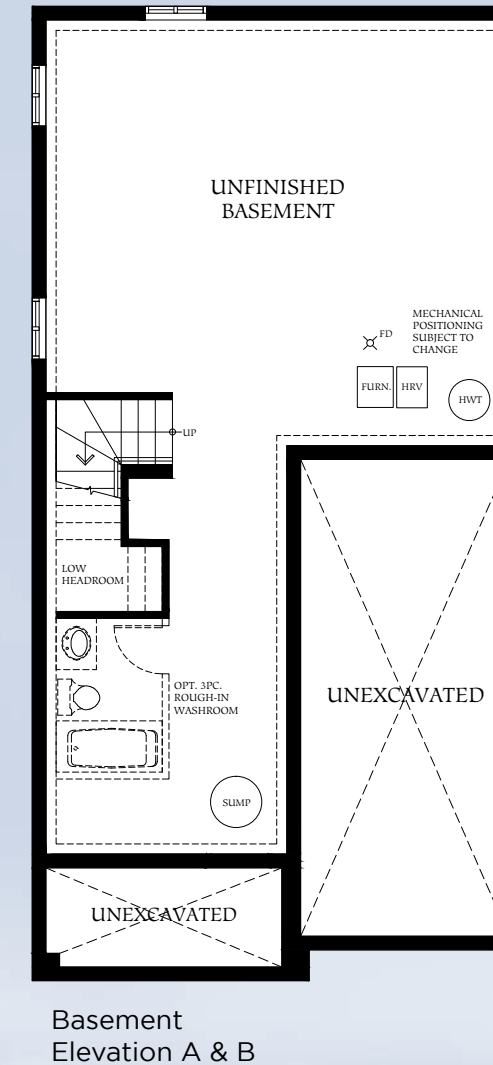 UNFINISHED
BASEMENT
MECHANICAL
POSITIONING
SUBJECT TO
CHANGE
FD
FURN.
HRV
HWT
UP
LOW
HEADROOM
OPT. 3PC.
ROUGH-IN
WASHROOM
UNEXCAVATED
SUMP
UNEXCAVATED
Basement
Elevation A & B